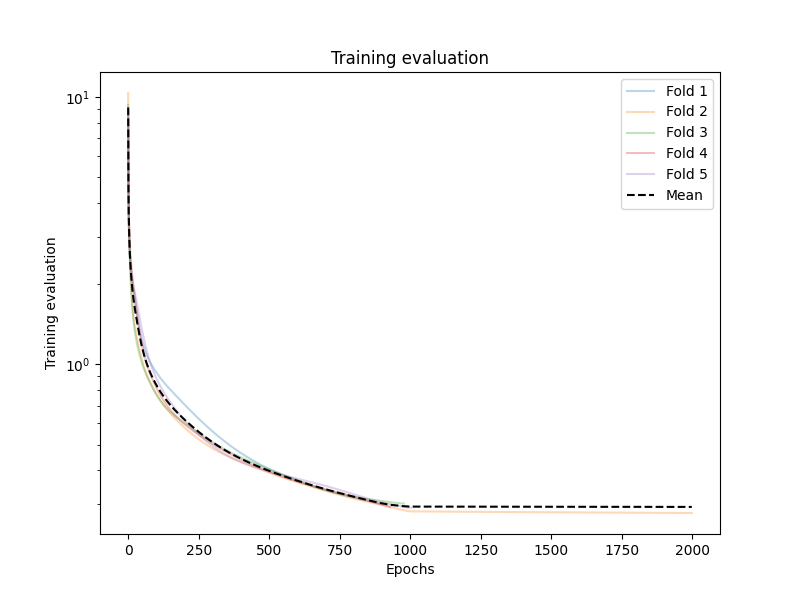 Training evaluation
Training evaluation
10¹
10⁰
Fold 1
Fold 2
Fold 3
Fold 4
Fold 5
Mean
0 250 500 750 1000 1250 1500 1750 2000
Epochs